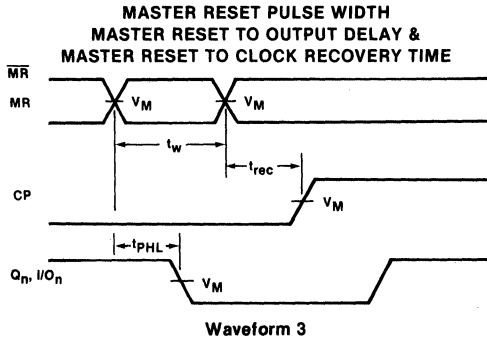 MASTER RESET PULSE WIDTH
MASTER RESET TO OUTPUT DELAY &
MASTER RESET TO CLOCK RECOVERY TIME
M̅R̅
MR
VM
VM
tw
trec
CP
VM
tPHL
Qn, I/On
VM
Waveform 3